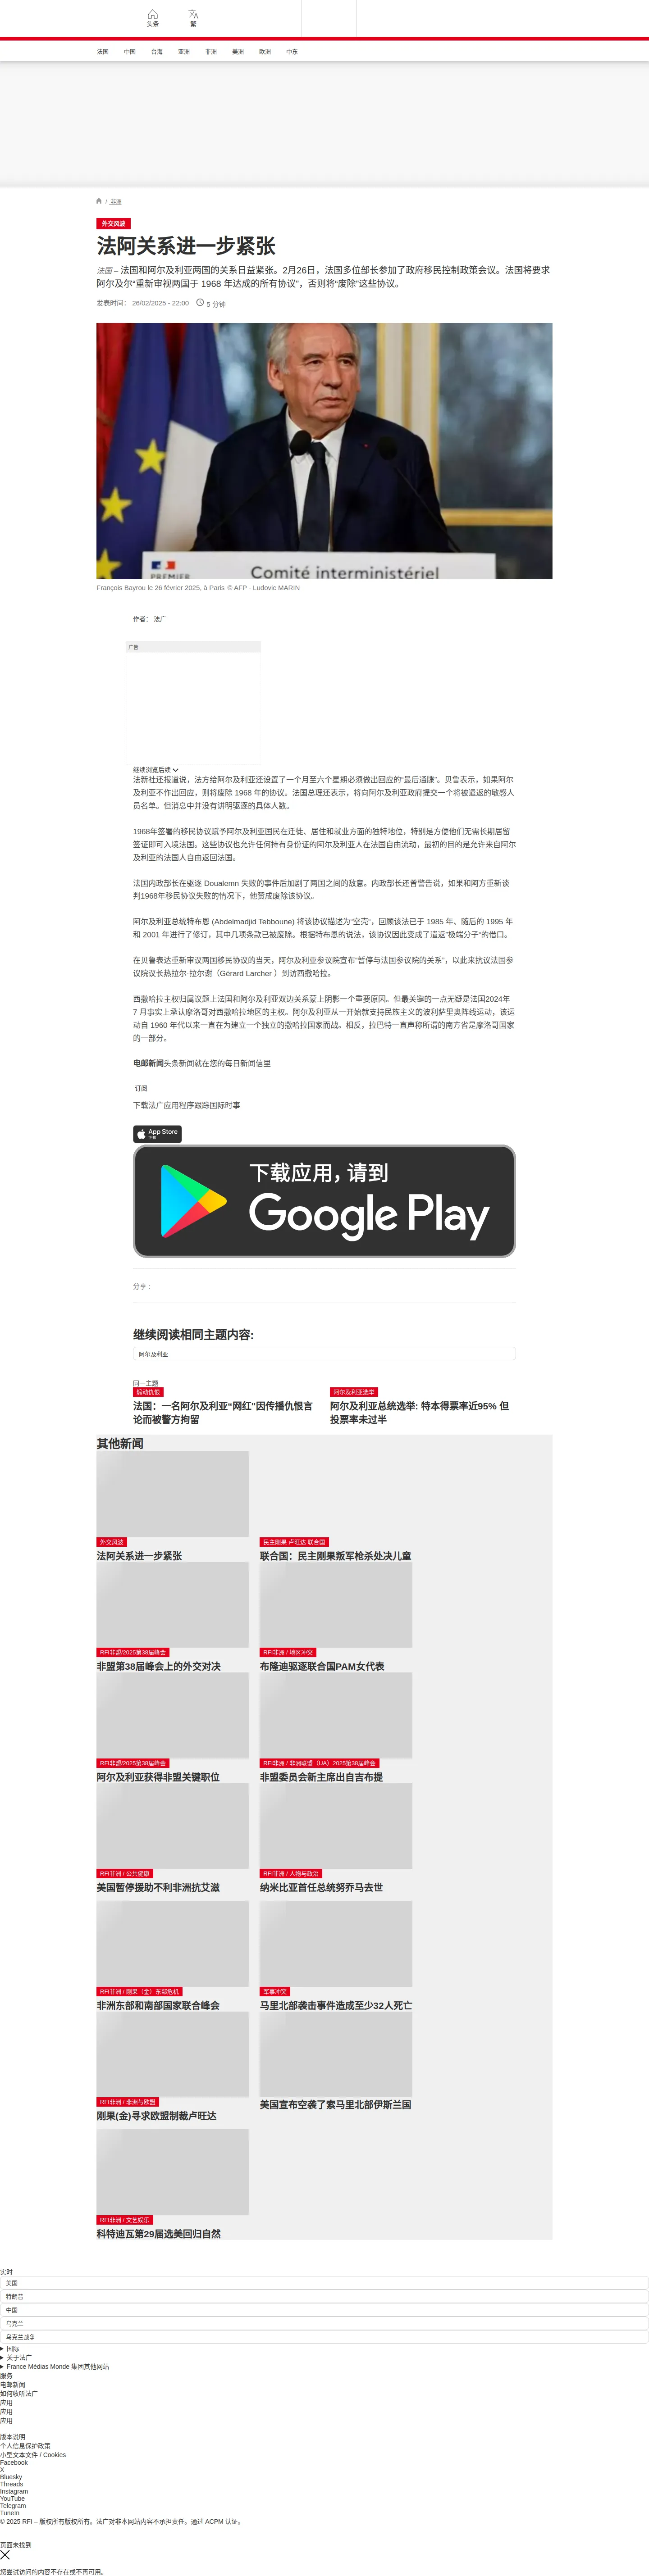 头条
繁
法国 中国 台海 亚洲 非洲 美洲 欧洲 中东
/ 非洲
外交风波
法阿关系进一步紧张
法国 – 法国和阿尔及利亚两国的关系日益紧张。2月26日，法国多位部长参加了政府移民控制政策会议。法国将要求
阿尔及尔“重新审视两国于 1968 年达成的所有协议”，否则将“废除”这些协议。
发表时间： 26/02/2025 - 22:00 5 分钟
PREMIER
Comité interministériel
François Bayrou le 26 février 2025, à Paris © AFP - Ludovic MARIN
作者： 法广
广告
继续浏览后续
法新社还报道说，法方给阿尔及利亚还设置了一个月至六个星期必须做出回应的“最后通牒”。贝鲁表示，如果阿尔
及利亚不作出回应，则将废除 1968 年的协议。法国总理还表示，将向阿尔及利亚政府提交一个将被遣返的敏感人
员名单。但消息中并没有讲明驱逐的具体人数。
1968年签署的移民协议赋予阿尔及利亚国民在迁徙、居住和就业方面的独特地位，特别是方便他们无需长期居留
签证即可入境法国。这些协议也允许任何持有身份证的阿尔及利亚人在法国自由流动，最初的目的是允许来自阿尔
及利亚的法国人自由返回法国。
法国内政部长在驱逐 Doualemn 失败的事件后加剧了两国之间的敌意。内政部长还曾警告说，如果和阿方重新谈
判1968年移民协议失败的情况下，他赞成废除该协议。
阿尔及利亚总统特布恩 (Abdelmadjid Tebboune) 将该协议描述为“空壳”，回顾该法已于 1985 年、随后的 1995 年
和 2001 年进行了修订，其中几项条款已被废除。根据特布恩的说法，该协议因此变成了遣返“极端分子”的借口。
在贝鲁表达重新审议两国移民协议的当天，阿尔及利亚参议院宣布“暂停与法国参议院的关系”，以此来抗议法国参
议院议长热拉尔·拉尔谢（Gérard Larcher ）到访西撒哈拉。
西撒哈拉主权归属议题上法国和阿尔及利亚双边关系蒙上阴影一个重要原因。但最关键的一点无疑是法国2024年
7 月事实上承认摩洛哥对西撒哈拉地区的主权。阿尔及利亚从一开始就支持民族主义的波利萨里奥阵线运动，该运
动自 1960 年代以来一直在为建立一个独立的撒哈拉国家而战。相反，拉巴特一直声称所谓的南方省是摩洛哥国家
的一部分。
电邮新闻头条新闻就在您的每日新闻信里
订阅
下载法广应用程序跟踪国际时事
App Store
下载
下载应用，请到
Google Play
分享 :
继续阅读相同主题内容:
阿尔及利亚
同一主题
煽动仇恨
法国：一名阿尔及利亚"网红"因传播仇恨言
论而被警方拘留
阿尔及利亚选举
阿尔及利亚总统选举: 特本得票率近95% 但
投票率未过半
其他新闻
外交风波
法阿关系进一步紧张
民主刚果 卢旺达 联合国
联合国：民主刚果叛军枪杀处决儿童
RFI非盟/2025第38届峰会
非盟第38届峰会上的外交对决
RFI非洲 / 地区冲突
布隆迪驱逐联合国PAM女代表
RFI非盟/2025第38届峰会
阿尔及利亚获得非盟关键职位
RFI非洲 / 非洲联盟（UA）2025第38届峰会
非盟委员会新主席出自吉布提
RFI非洲 / 公共健康
美国暂停援助不利非洲抗艾滋
RFI非洲 / 人物与政治
纳米比亚首任总统努乔马去世
RFI非洲 / 刚果（金）东部危机
非洲东部和南部国家联合峰会
军事冲突
马里北部袭击事件造成至少32人死亡
RFI非洲 / 非洲与欧盟
刚果(金)寻求欧盟制裁卢旺达
美国宣布空袭了索马里北部伊斯兰国
RFI非洲 / 文艺娱乐
科特迪瓦第29届选美回归自然
实时
美国
特朗普
中国
乌克兰
乌克兰战争
国际
关于法广
France Médias Monde 集团其他网站
服务
电邮新闻
如何收听法广
应用
应用
应用
版本说明
个人信息保护政策
小型文本文件 / Cookies
Facebook
X
Bluesky
Threads
Instagram
YouTube
Telegram
TuneIn
© 2025 RFI – 版权所有版权所有。法广对非本网站内容不承担责任。通过 ACPM 认证。
页面未找到
您尝试访问的内容不存在或不再可用。